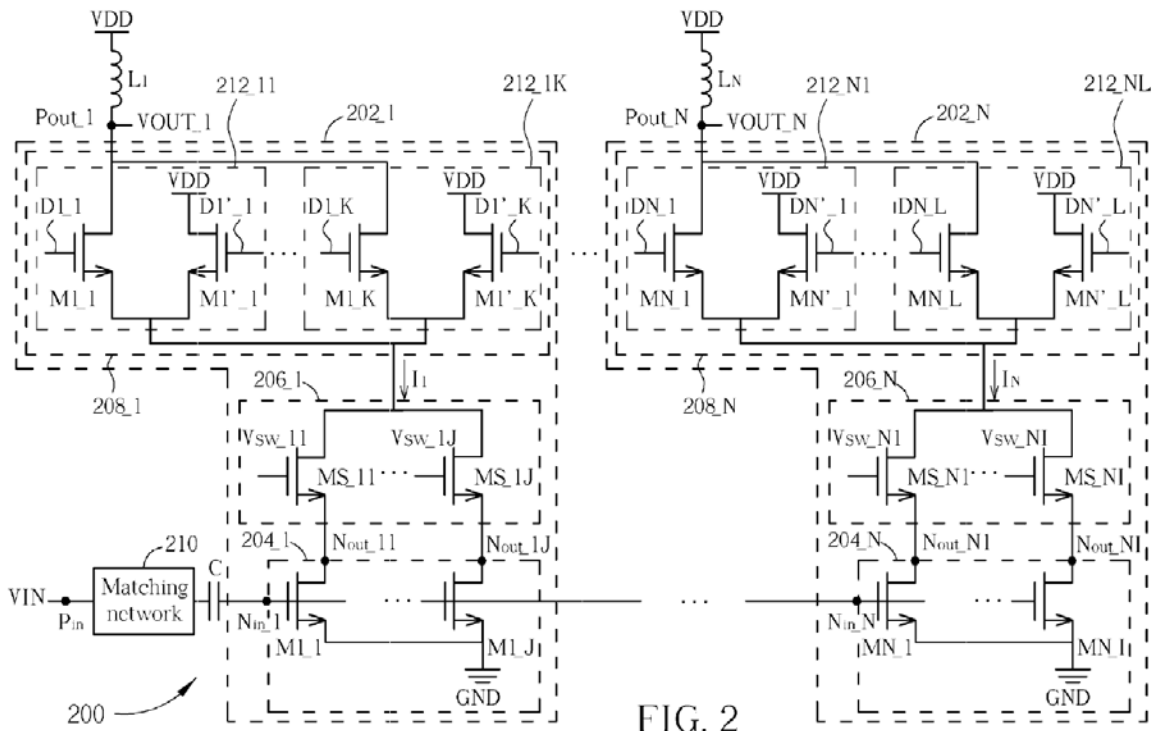 VDD VDD
L1 LN
212_11 212_1K 212_N1 212_NL
Pout_1 VOUT_1 202_1 Pout_N VOUT_N 202_N
VDD VDD VDD VDD
D1_1 D1'_1 D1_K D1'_K DN_1 DN'_1 DN_L DN'_L
... ... ... ...
M1_1 M1'_1 M1_K M1'_K MN_1 MN'_1 MN_L MN'_L
208_1 206_1 I1 208_N 206_N IN
VSW_11 VSW_1J VSW_N1 VSW_NI
MS_11 ... MS_1J MS_N1 ... MS_NI
210 204_1 Nout_11 Nout_1J 204_N Nout_N1 Nout_NI
VIN Pin Matching network C Nin_1 ... ... Nin_N ...
M1_1 M1_J MN_1 MN_I
200 GND GND
FIG. 2